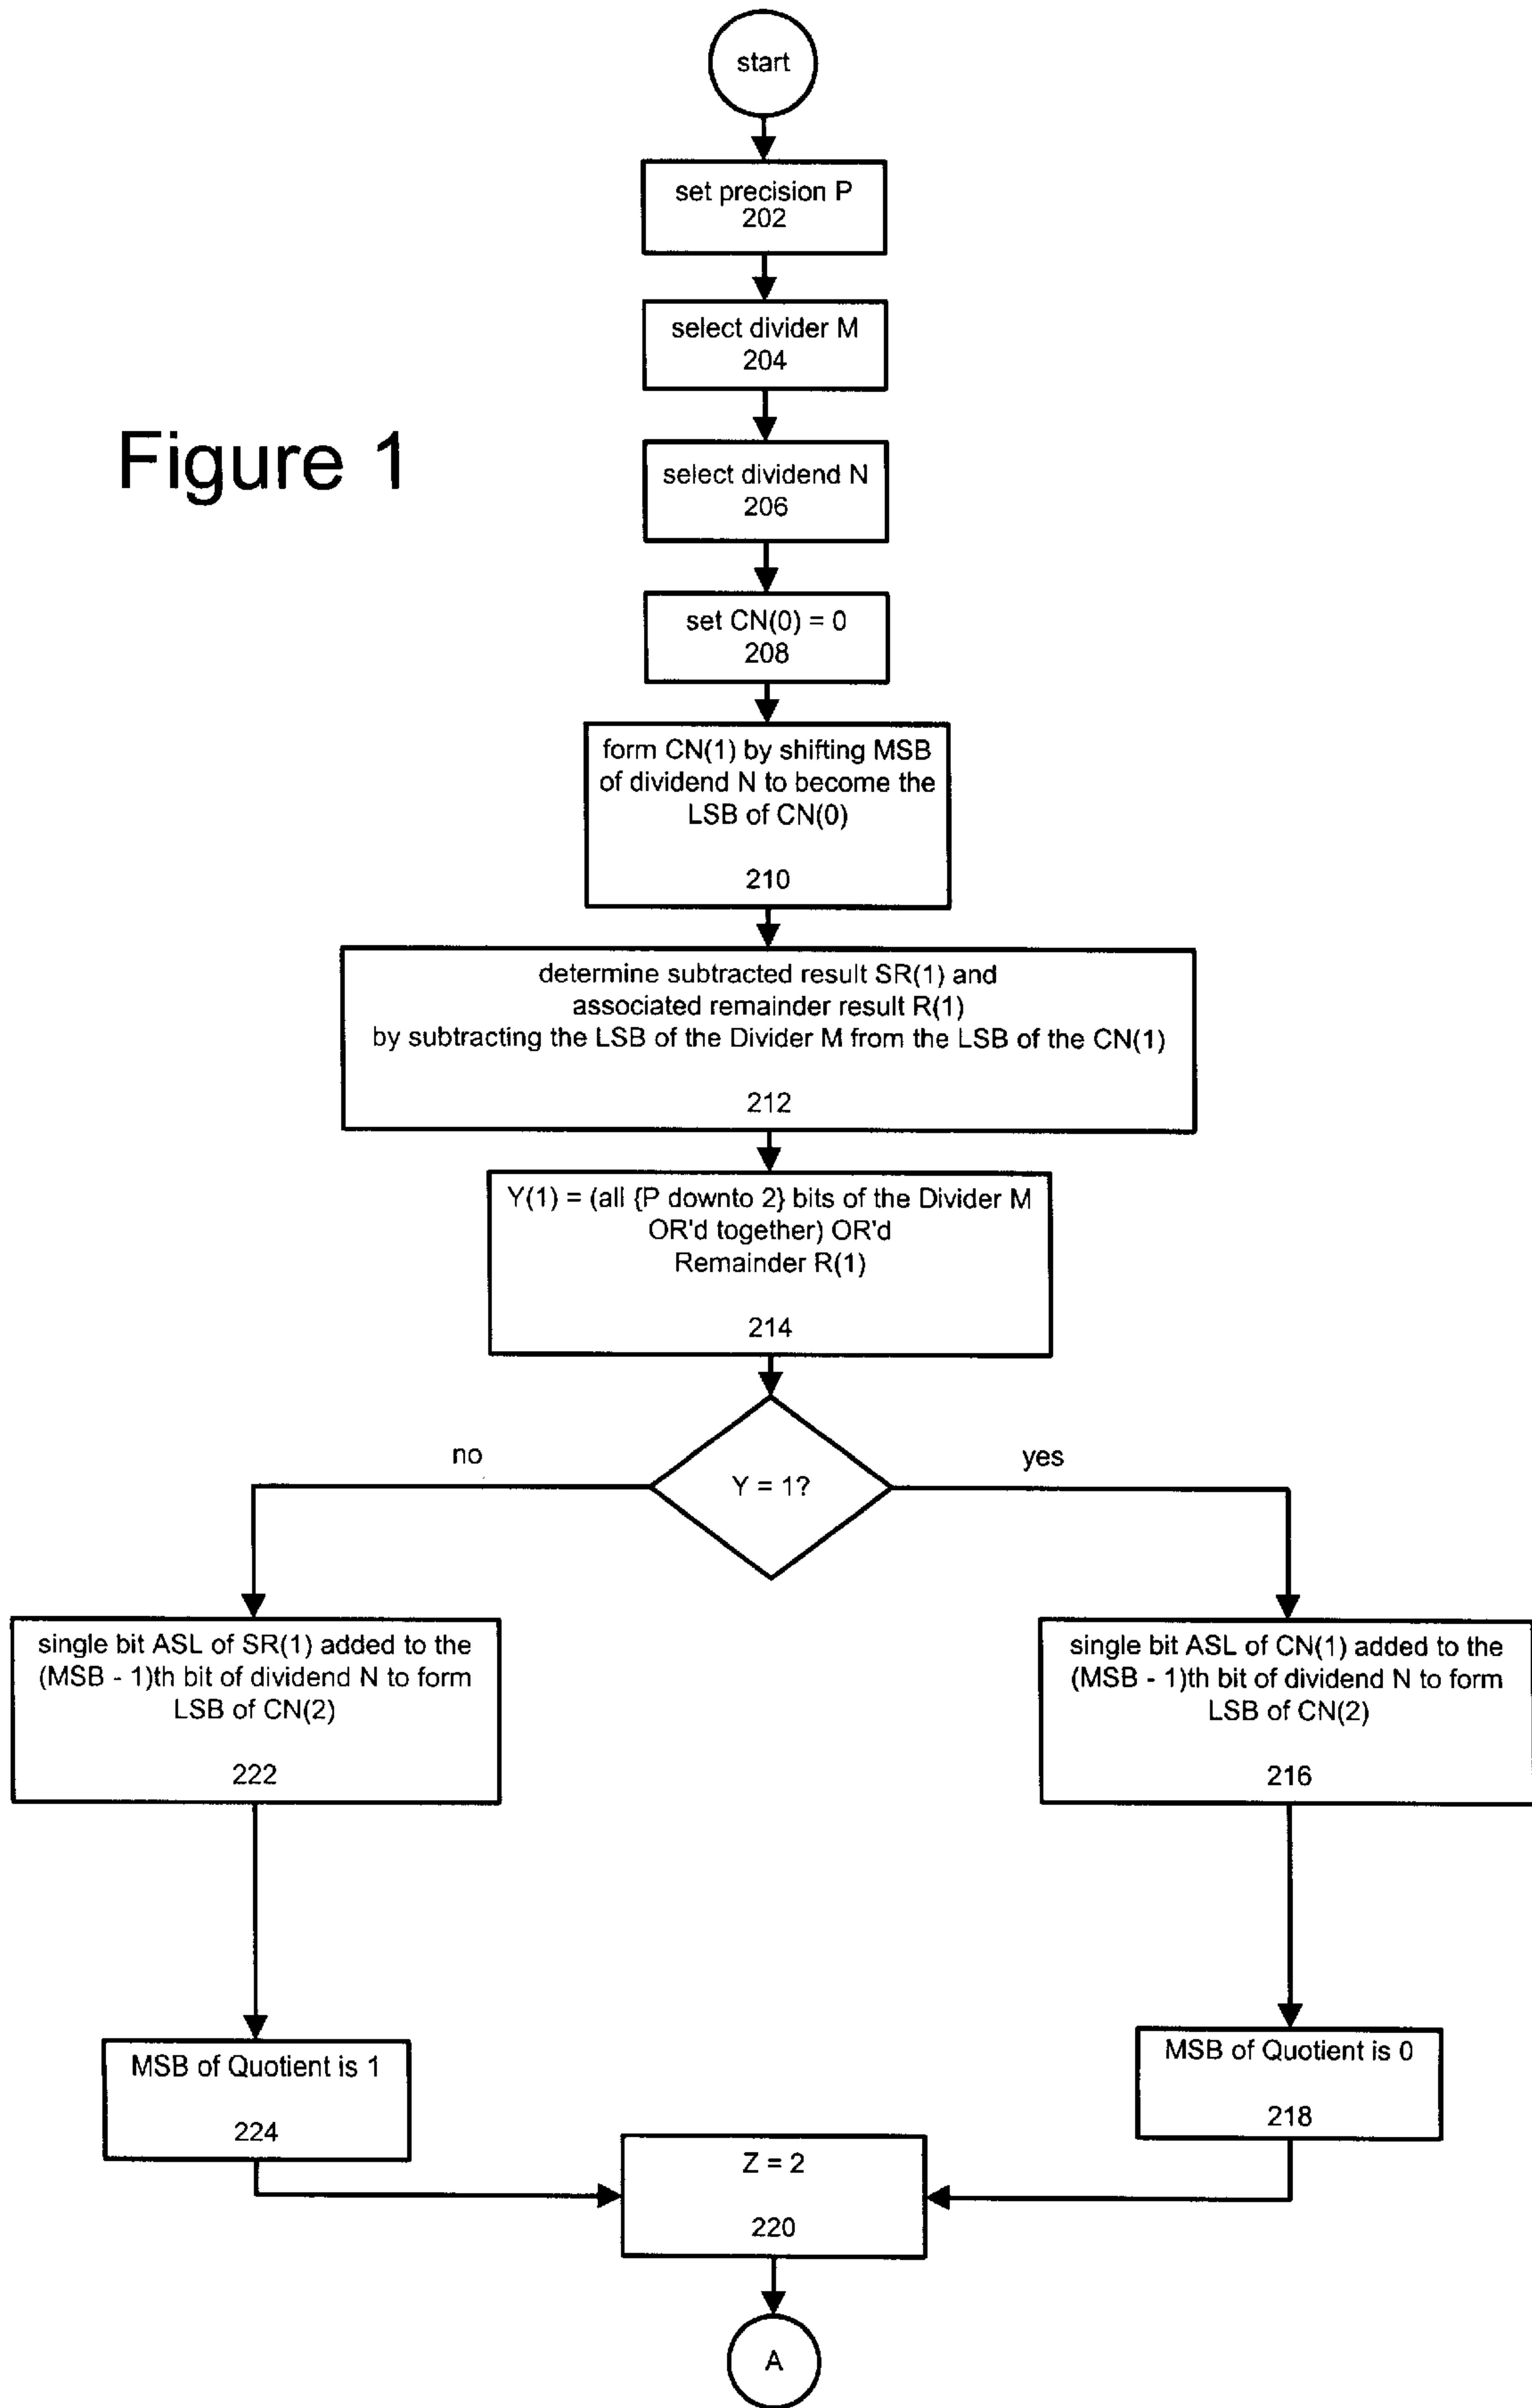 start
set precision P
202
select divider M
204
Figure 1
select dividend N
206
set CN(0) = 0
208
form CN(1) by shifting MSB
of dividend N to become the
LSB of CN(0)
210
determine subtracted result SR(1) and
associated remainder result R(1)
by subtracting the LSB of the Divider M from the LSB of the CN(1)
212
Y(1) = (all {P downto 2} bits of the Divider M
OR'd together) OR'd
Remainder R(1)
214
no
Y = 1?
yes
single bit ASL of SR(1) added to the
(MSB - 1)th bit of dividend N to form
LSB of CN(2)
222
single bit ASL of CN(1) added to the
(MSB - 1)th bit of dividend N to form
LSB of CN(2)
216
MSB of Quotient is 1
224
MSB of Quotient is 0
218
Z = 2
220
A